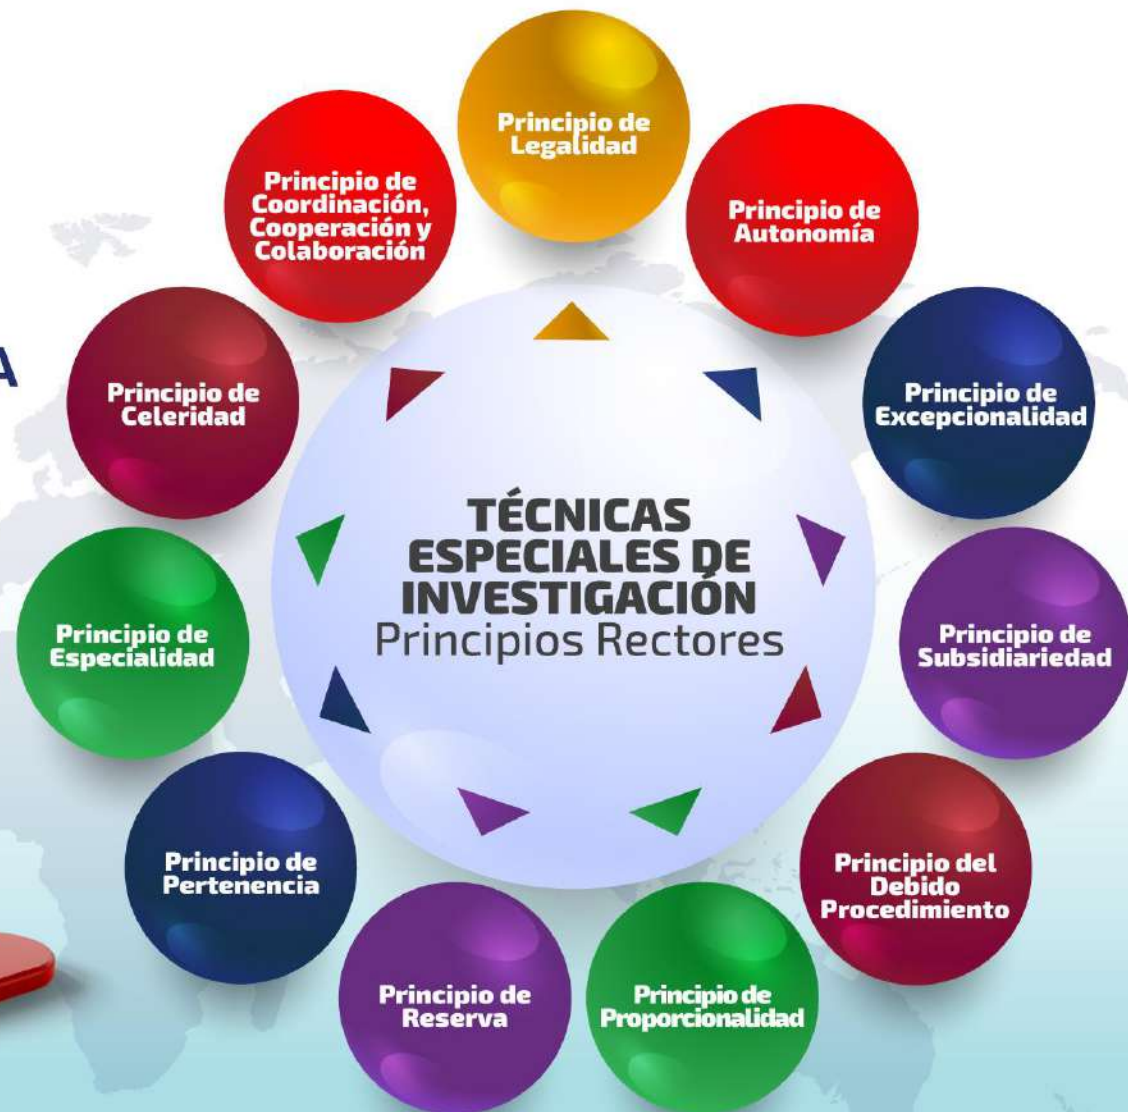 Principio de
Legalidad
Principio de
Autonomía
Principio de
Excepcionalidad
Principio de
Subsidiariedad
Principio del
Debido
Procedimiento
Principio de
Proporcionalidad
Principio de
Reserva
Principio de
Pertenencia
Principio de
Especialidad
Principio de
Celeridad
Principio de
Coordinación,
Cooperación y
Colaboración
TÉCNICAS
ESPECIALES DE
INVESTIGACIÓN
Principios Rectores
A